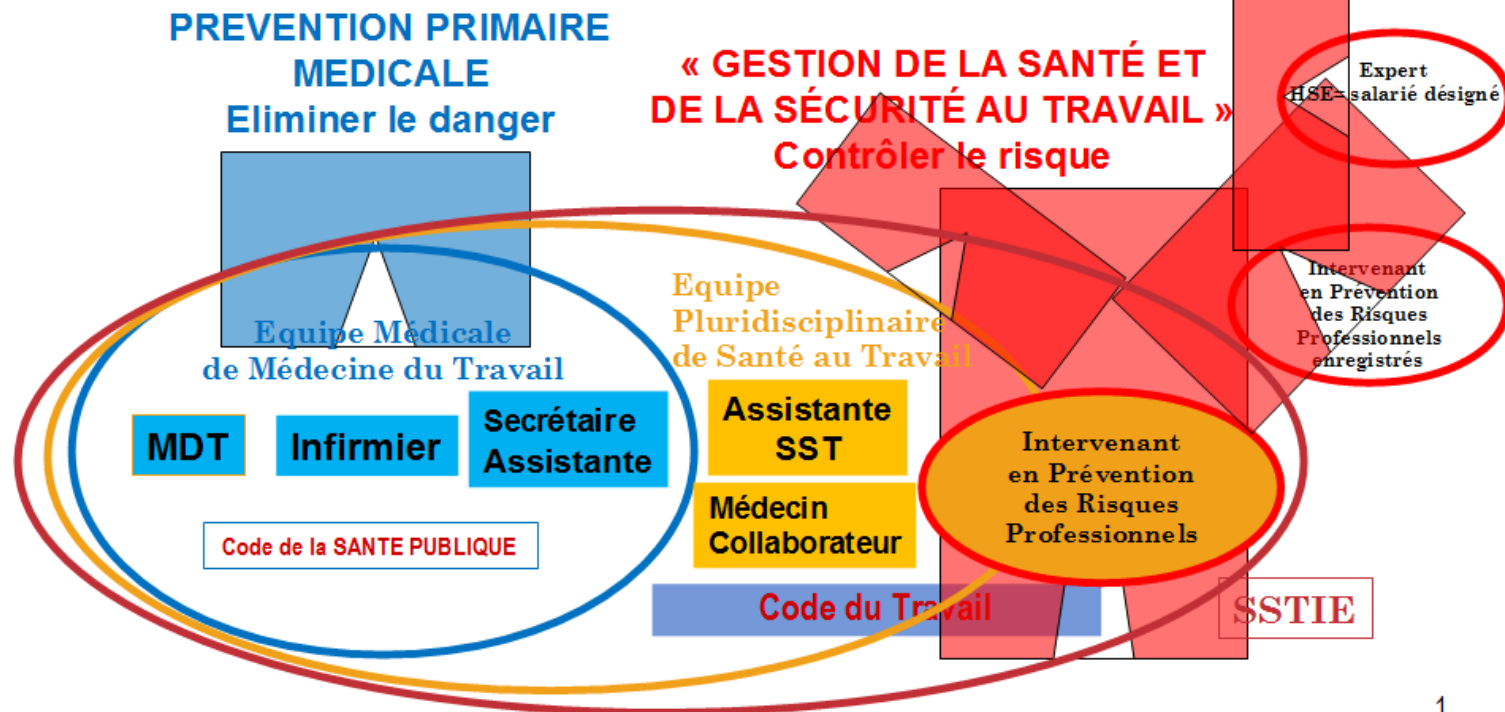 PREVENTION PRIMAIRE
MEDICALE
Eliminer le danger
« GESTION DE LA SANTÉ ET
DE LA SÉCURITÉ AU TRAVAIL »
Contrôler le risque
Expert
HSE= salarié désigné
Intervenant
en Prévention
des Risques
Professionnels
enregistrés
Equipe Médicale
de Médecine du Travail
Equipe
Pluridisciplinaire
de Santé au Travail
MDT
Infirmier
Secrétaire
Assistante
Assistante
SST
Médecin
Collaborateur
Intervenant
en Prévention
des Risques
Professionnels
Code de la SANTE PUBLIQUE
Code du Travail
SSTIE
1